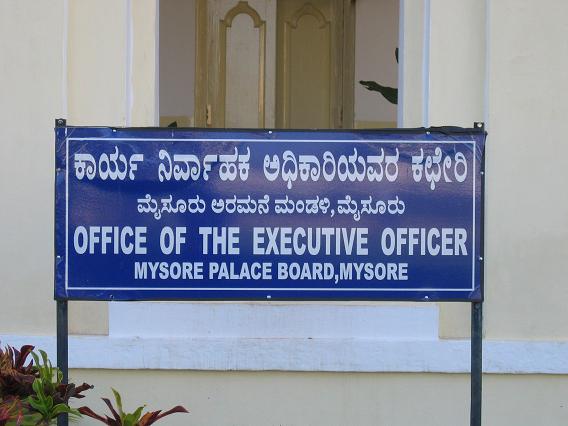 ಕಾರ್ಯ ನಿರ್ವಾಹಕ ಅಧಿಕಾರಿಯವರ ಕಛೇರಿ
ಮೈಸೂರು ಅರಮನೆ ಮಂಡಳಿ,ಮೈಸೂರು
OFFICE OF THE EXECUTIVE OFFICER
MYSORE PALACE BOARD,MYSORE